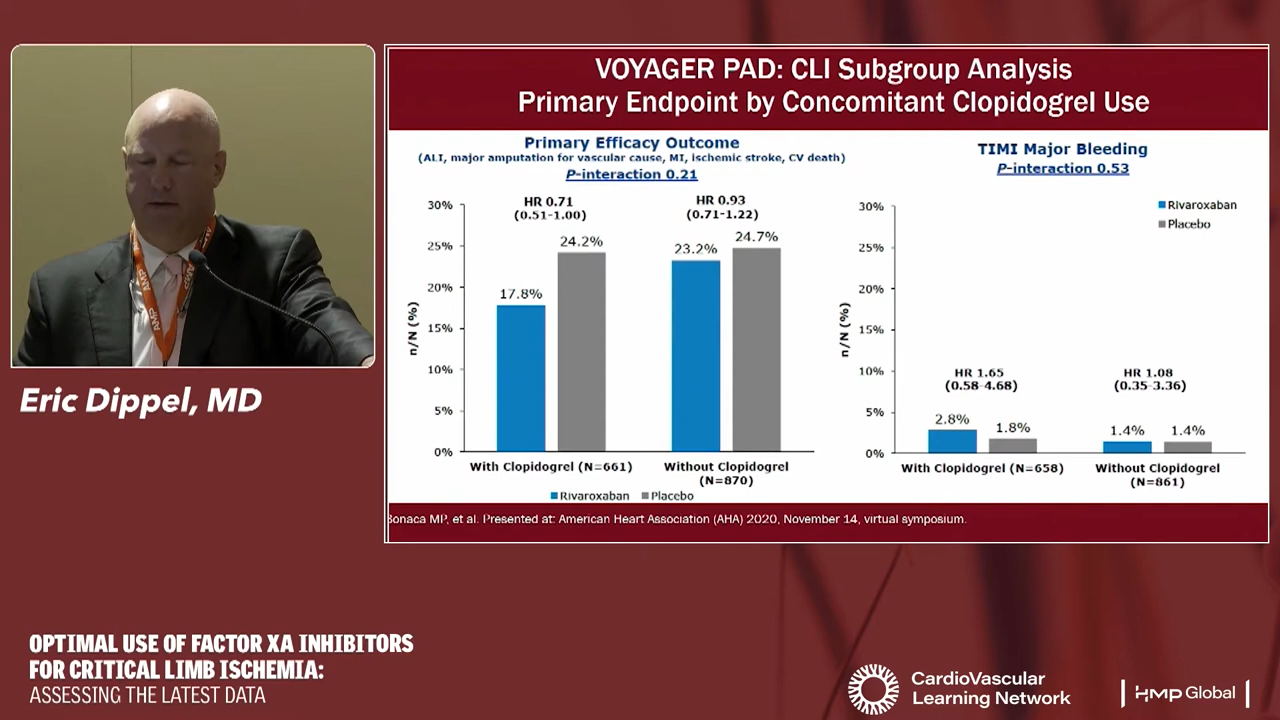 VOYAGER PAD: CLI Subgroup Analysis
Primary Endpoint by Concomitant Clopidogrel Use
Primary Efficacy Outcome
(ALI, major amputation for vascular cause, MI, ischemic stroke, CV death)
P-interaction 0.21
HR 0.71
(0.51-1.00)
HR 0.93
(0.71-1.22)
30%
25%
20%
15%
10%
5%
0%
n/N (%)
17.8%
24.2%
23.2%
24.7%
With Clopidogrel (N=661)
Without Clopidogrel
(N=870)
Rivaroxaban
Placebo
TIMI Major Bleeding
P-interaction 0.53
Rivaroxaban
Placebo
30%
25%
20%
15%
10%
5%
0%
n/N (%)
HR 1.65
(0.58-4.68)
HR 1.08
(0.35-3.36)
2.8%
1.8%
1.4%
1.4%
With Clopidogrel (N=658)
Without Clopidogrel
(N=861)
Bonaca MP, et al. Presented at: American Heart Association (AHA) 2020, November 14, virtual symposium.
AMP
AMP
Eric Dippel, MD
OPTIMAL USE OF FACTOR XA INHIBITORS
FOR CRITICAL LIMB ISCHEMIA:
ASSESSING THE LATEST DATA
CardioVascular
Learning Network
HMP Global